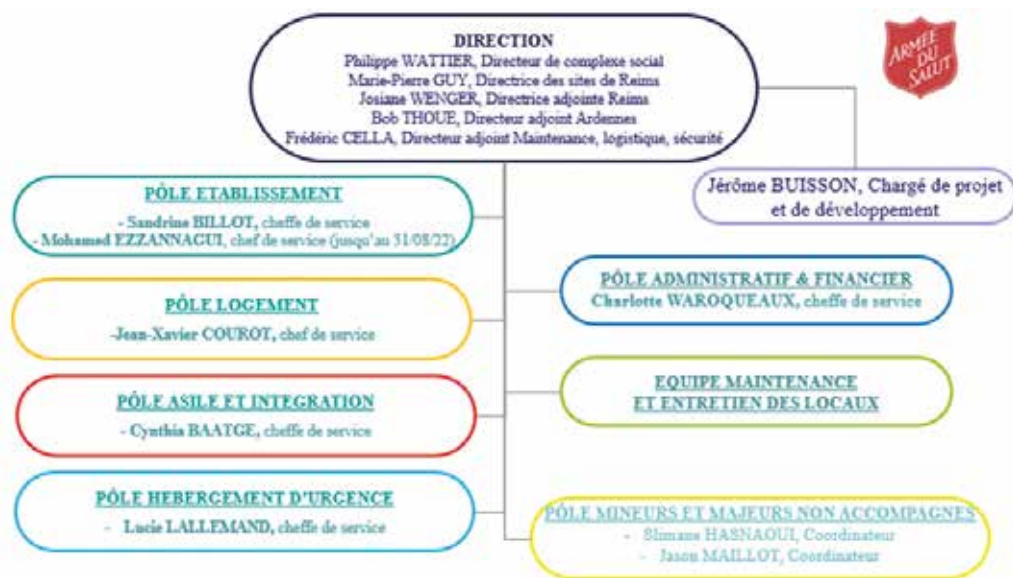 DIRECTION
Philippe WATTIER, Directeur de complexe social
Marie-Pierre GUY, Directrice des sites de Reims
Josiane WENGER, Directrice adjointe Reims
Bob THOUE, Directeur adjoint Ardennes
Frédéric CELLA, Directeur adjoint Maintenance, logistique, sécurité
ARMÉE
DU
SALUT
Jérôme BUISSON, Chargé de projet
et de développement
PÔLE ETABLISSEMENT
- Sandrine BILLOT, cheffe de service
- Mohamed EZZANNAGUI, chef de service (jusqu'au 31/08/22)
PÔLE ADMINISTRATIF & FINANCIER
Charlotte WAROQUEAUX, cheffe de service
PÔLE LOGEMENT
-Jean-Xavier COUROT, chef de service
EQUIPE MAINTENANCE
ET ENTRETIEN DES LOCAUX
PÔLE ASILE ET INTEGRATION
- Cynthia BAATGE, cheffe de service
PÔLE HEBERGEMENT D'URGENCE
- Lucie LALLEMAND, cheffe de service
PÔLE MINEURS ET MAJEURS NON ACCOMPAGNES
- Slimane HASNAOUI, Coordinateur
- Jason MAILLOT, Coordinateur